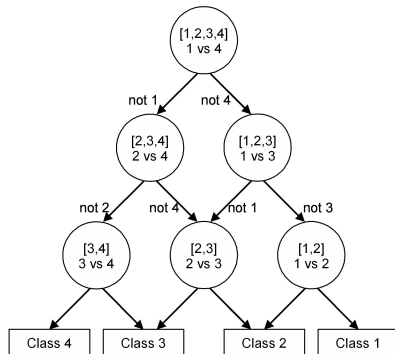 [1,2,3,4]
1 vs 4
not 1
not 4
[2,3,4]
2 vs 4
[1,2,3]
1 vs 3
not 2
not 4
not 1
not 3
[3,4]
3 vs 4
[2,3]
2 vs 3
[1,2]
1 vs 2
Class 4
Class 3
Class 2
Class 1